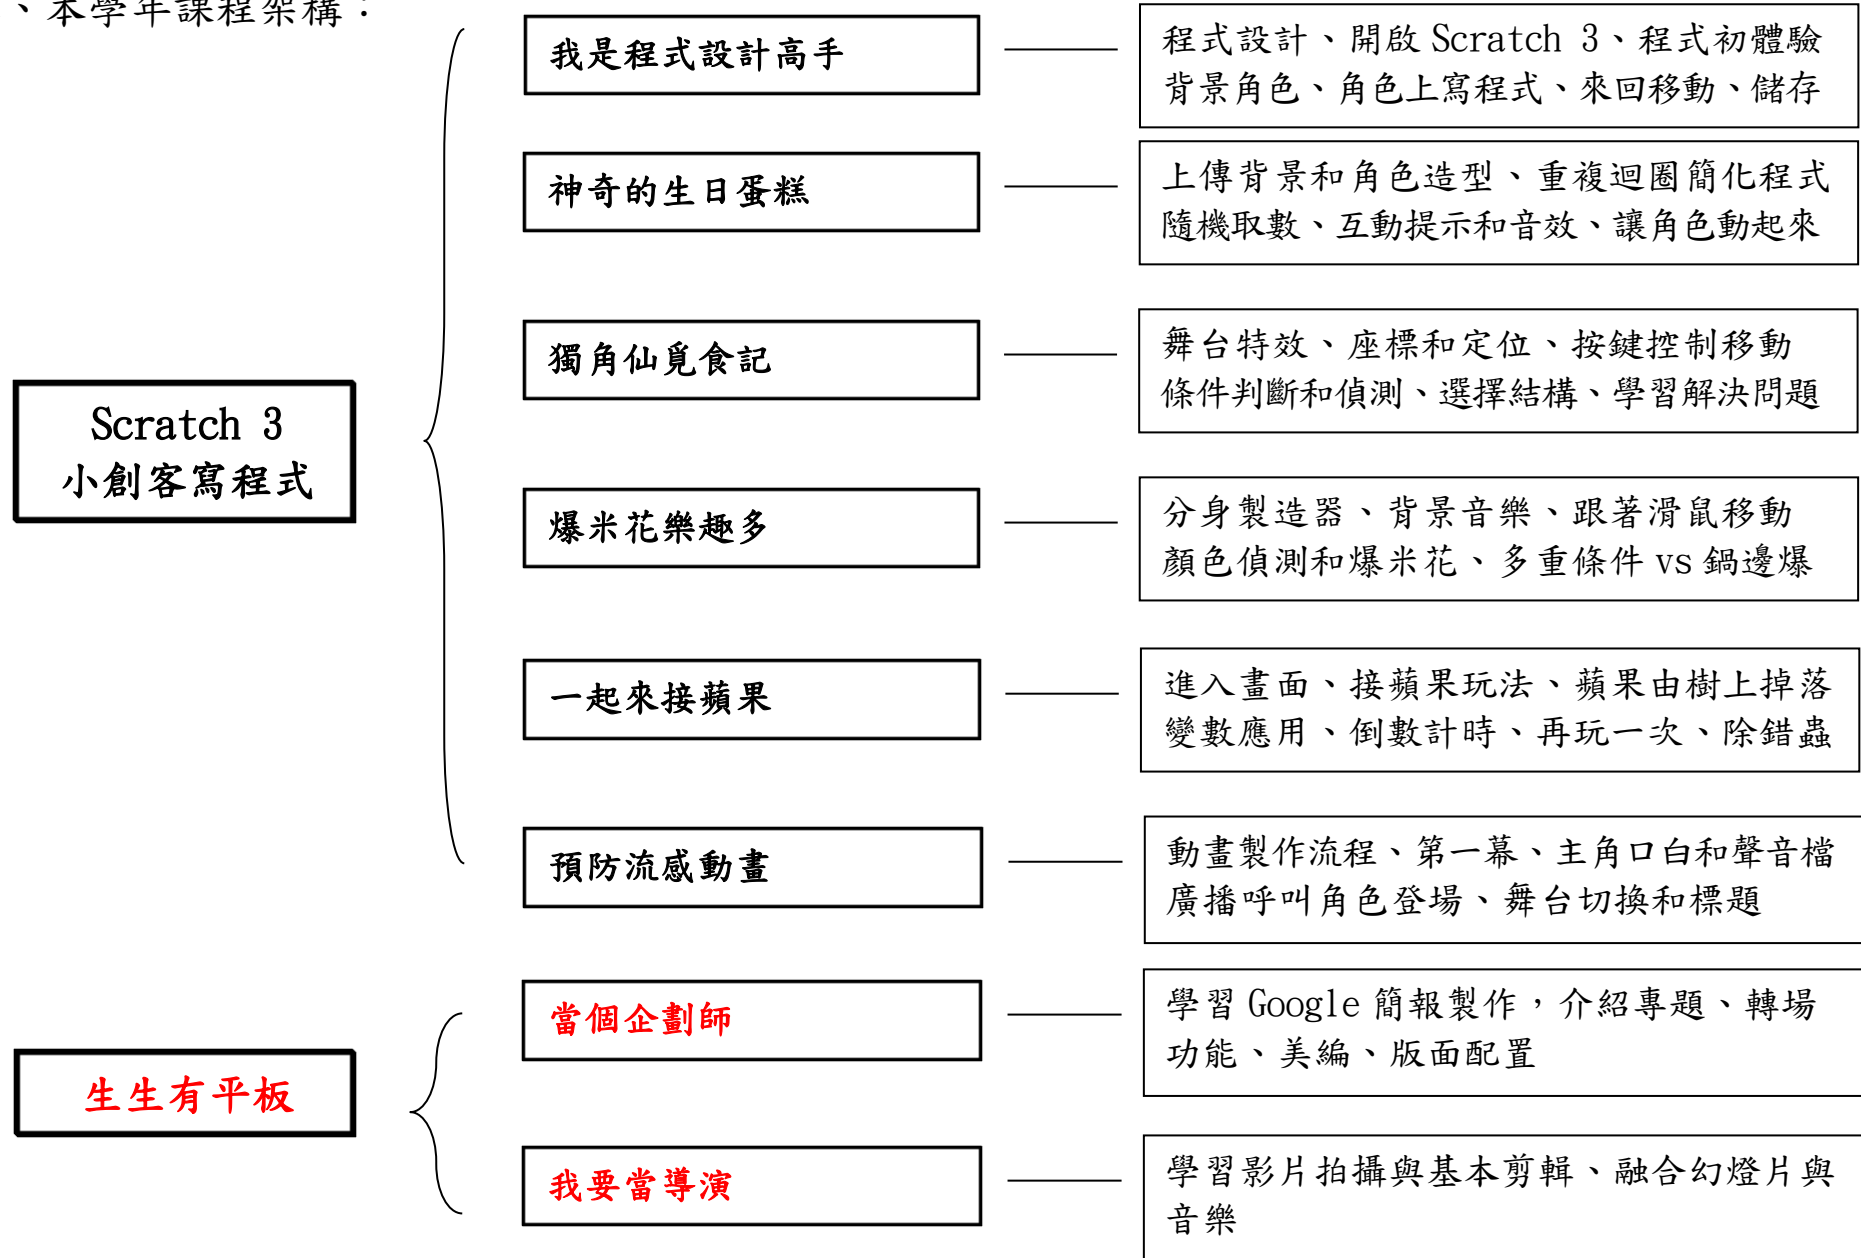 、本學年課程架構：
我是程式設計高手
程式設計、開啟 Scratch 3、程式初體驗
背景角色、角色上寫程式、來回移動、儲存
神奇的生日蛋糕
上傳背景和角色造型、重複迴圈簡化程式
隨機取數、互動提示和音效、讓角色動起來
獨角仙覓食記
舞台特效、座標和定位、按鍵控制移動
條件判斷和偵測、選擇結構、學習解決問題
Scratch 3
小創客寫程式
爆米花樂趣多
分身製造器、背景音樂、跟著滑鼠移動
顏色偵測和爆米花、多重條件 vs 鍋邊爆
一起來接蘋果
進入畫面、接蘋果玩法、蘋果由樹上掉落
變數應用、倒數計時、再玩一次、除錯蟲
預防流感動畫
動畫製作流程、第一幕、主角口白和聲音檔
廣播呼叫角色登場、舞台切換和標題
生生有平板
當個企劃師
學習 Google 簡報製作，介紹專題、轉場
功能、美編、版面配置
我要當導演
學習影片拍攝與基本剪輯、融合幻燈片與
音樂